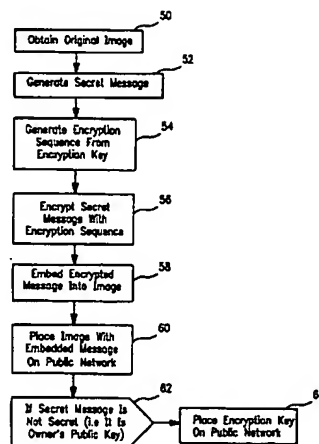 50
Obtain Original Image
52
Generate Secret Message
54
Generate Encryption
Sequence From
Encryption Key
56
Encrypt Secret
Message With
Encryption Sequence
58
Embed Encrypted
Message Into Image
60
Place Image With
Embedded Message
On Public Network
62
If Secret Message Is
Not Secret (i.e It Is
Owner's Public Key)
6
Place Encryption Key
On Public Network